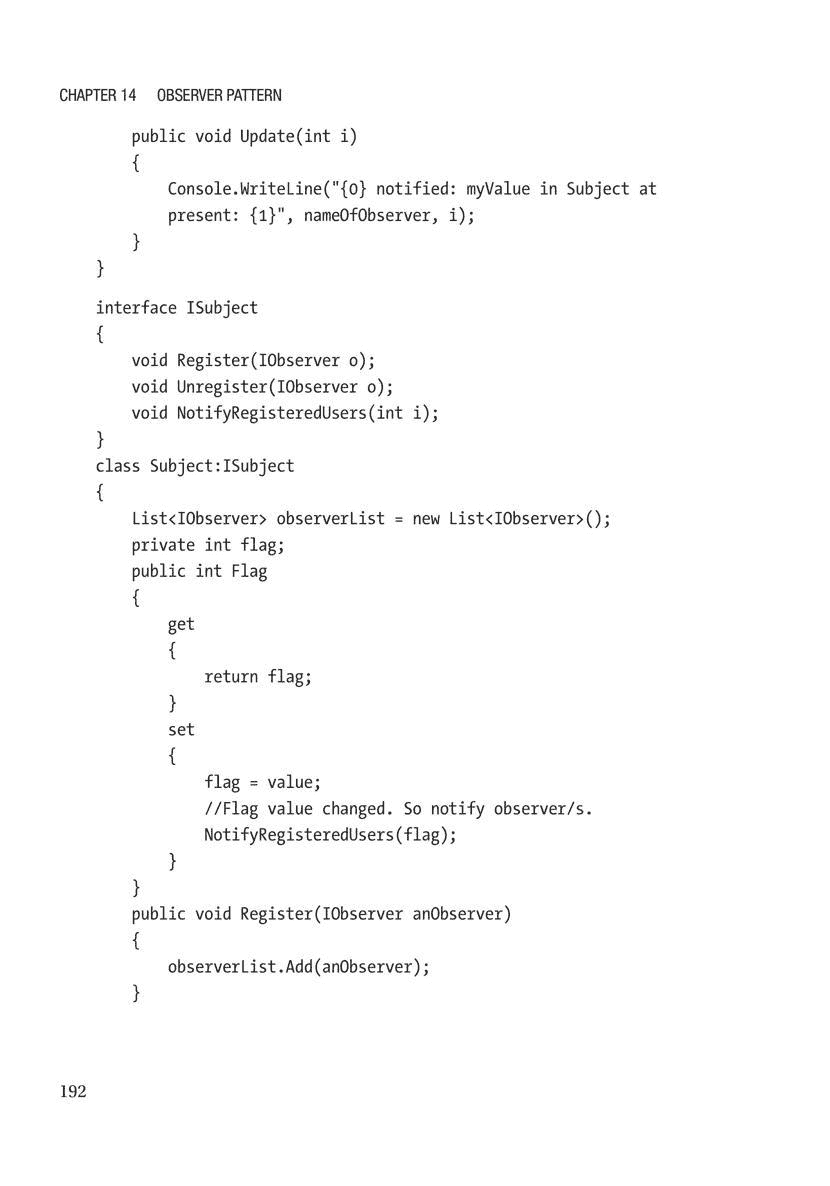 CHAPTER 14 OBSERVER PATTERN
public void Update(int i)
{
Console.WriteLine("{0} notified: myValue in Subject at
present: {1}", nameOfObserver, i);
}
}
interface ISubject
{
void Register(IObserver o);
void Unregister(IObserver o);
void NotifyRegisteredUsers(int i);
}
class Subject:ISubject
{
List<IObserver> observerList = new List<IObserver>();
private int flag;
public int Flag
{
get
{
return flag;
}
set
{
flag = value;
//Flag value changed. So notify observer/s.
NotifyRegisteredUsers(flag);
}
}
public void Register(IObserver anObserver)
{
observerList.Add(anObserver);
}
192